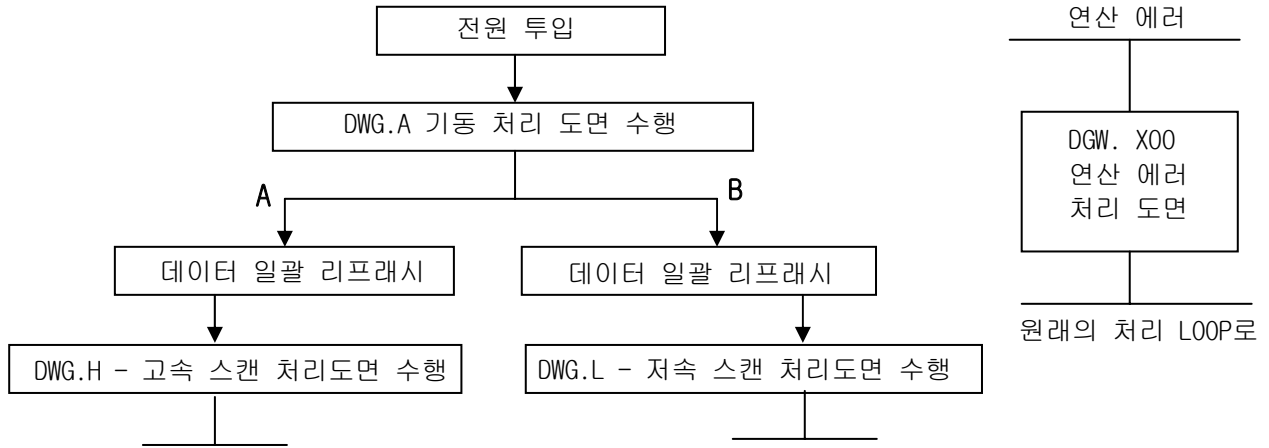 전원 투입
연산 에러
DWG.A 기동 처리 도면 수행
DGW. X00
연산 에러
처리 도면
A
B
데이터 일괄 리프래시
데이터 일괄 리프래시
원래의 처리 LOOP로
DWG.H - 고속 스캔 처리도면 수행
DWG.L - 저속 스캔 처리도면 수행